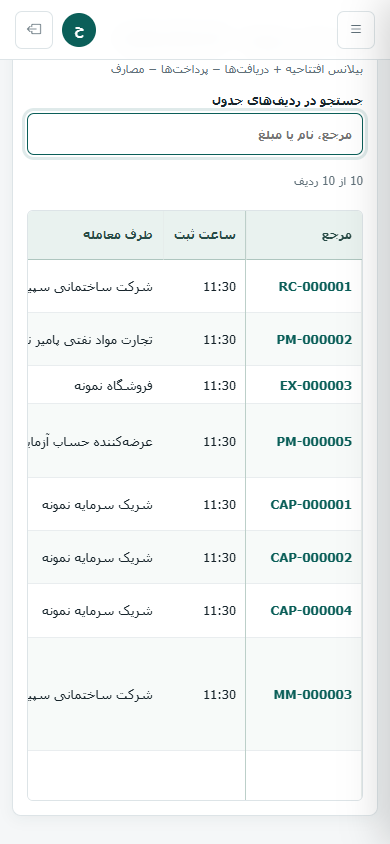 ح
بیلانس افتتاحیه + دریافت‌ها − پرداخت‌ها − مصارف
جستجو در ردیف‌های جدول
مرجع، نام یا مبلغ
10 از 10 ردیف
مرجع ساعت ثبت طرف معامله
RC-000001 11:30 شرکت ساختمانی
PM-000002 11:30 تجارت مواد نفتی پامیر
EX-000003 11:30 فروشگاه نمونه
PM-000005 11:30 عرضه‌کننده حساب
CAP-000001 11:30 شریک سرمایه نمونه
CAP-000002 11:30 شریک سرمایه نمونه
CAP-000004 11:30 شریک سرمایه نمونه
MM-000003 11:30 شرکت ساختمانی